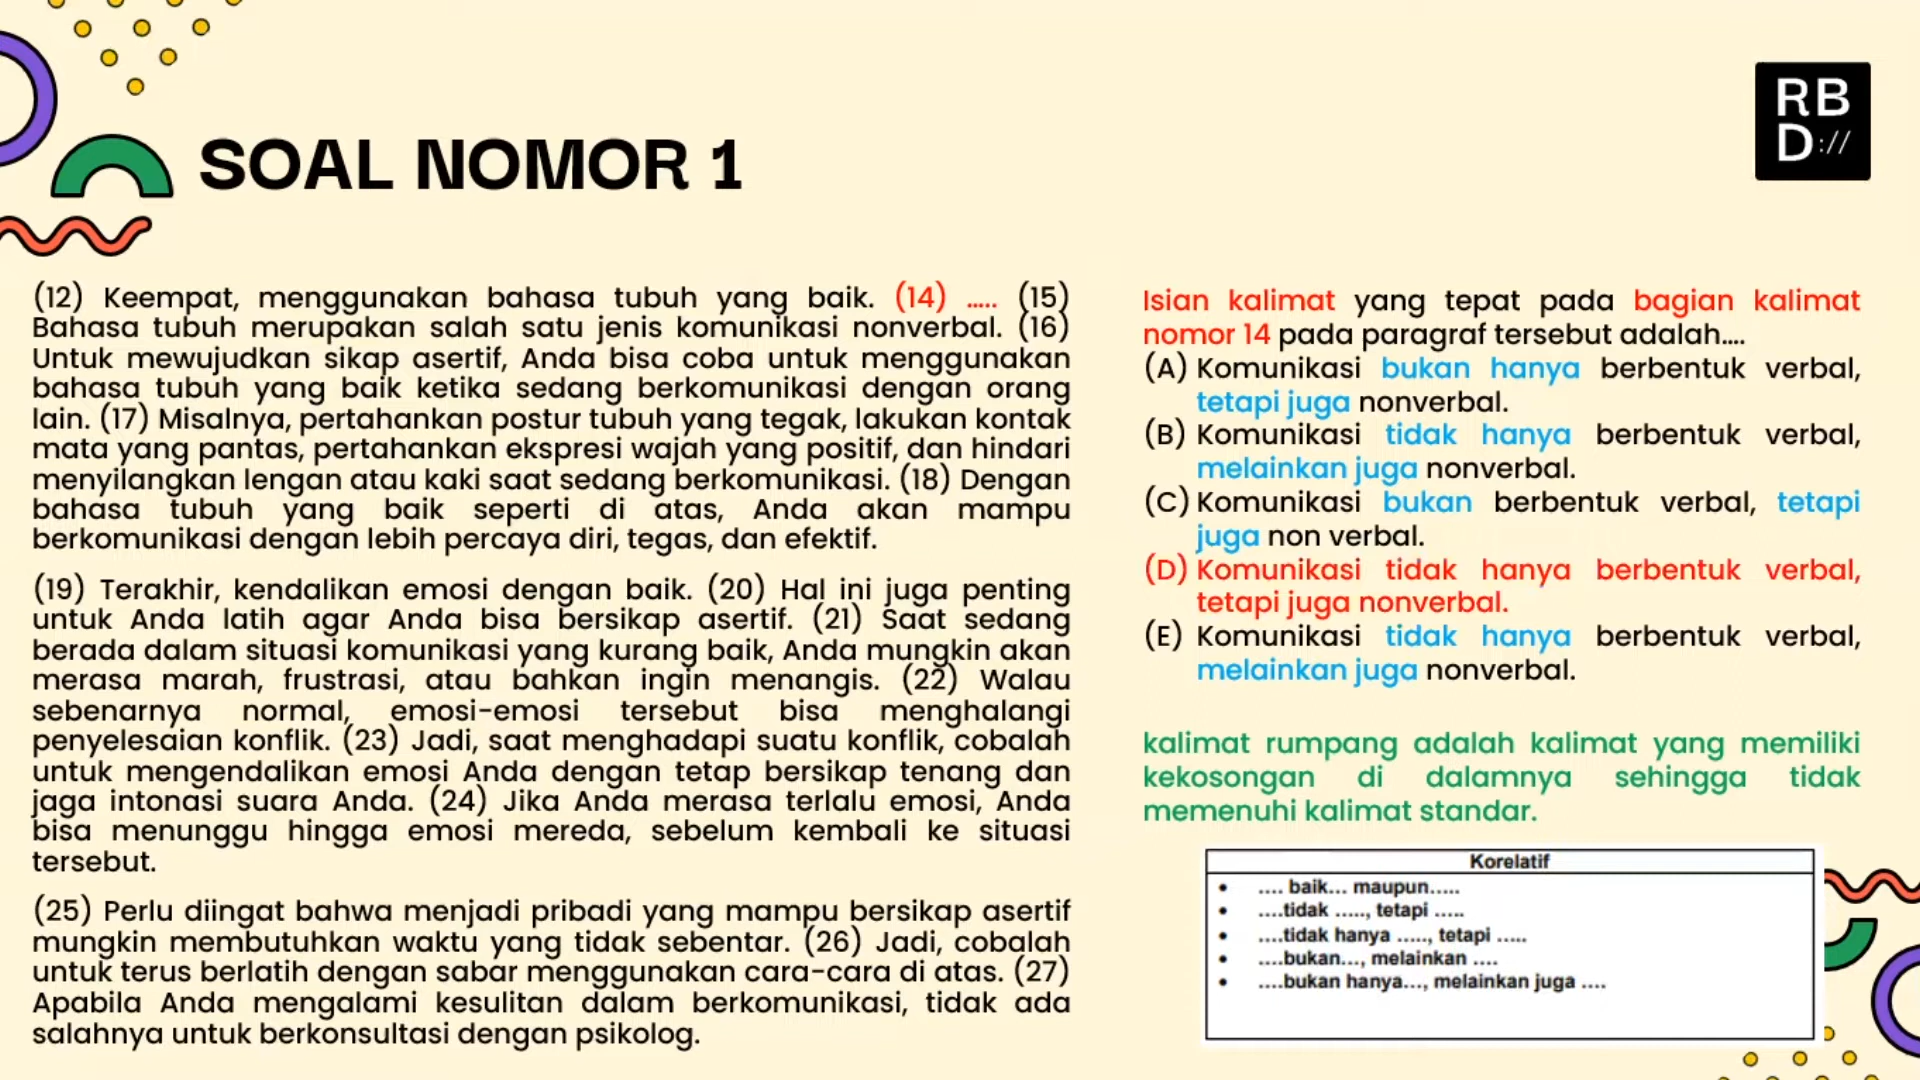 RB
D://
SOAL NOMOR 1
(12) Keempat, menggunakan bahasa tubuh yang baik. (14) ..... (15)
Bahasa tubuh merupakan salah satu jenis komunikasi nonverbal. (16)
Untuk mewujudkan sikap asertif, Anda bisa coba untuk menggunakan
bahasa tubuh yang baik ketika sedang berkomunikasi dengan orang
lain. (17) Misalnya, pertahankan postur tubuh yang tegak, lakukan kontak
mata yang pantas, pertahankan ekspresi wajah yang positif, dan hindari
menyilangkan lengan atau kaki saat sedang berkomunikasi. (18) Dengan
bahasa tubuh yang baik seperti di atas, Anda akan mampu
berkomunikasi dengan lebih percaya diri, tegas, dan efektif.
(19) Terakhir, kendalikan emosi dengan baik. (20) Hal ini juga penting
untuk Anda latih agar Anda bisa bersikap asertif. (21) Saat sedang
berada dalam situasi komunikasi yang kurang baik, Anda mungkin akan
merasa marah, frustrasi, atau bahkan ingin menangis. (22) Walau
sebenarnya normal, emosi-emosi tersebut bisa menghalangi
penyelesaian konflik. (23) Jadi, saat menghadapi suatu konflik, cobalah
untuk mengendalikan emosi Anda dengan tetap bersikap tenang dan
jaga intonasi suara Anda. (24) Jika Anda merasa terlalu emosi, Anda
bisa menunggu hingga emosi mereda, sebelum kembali ke situasi
tersebut.
(25) Perlu diingat bahwa menjadi pribadi yang mampu bersikap asertif
mungkin membutuhkan waktu yang tidak sebentar. (26) Jadi, cobalah
untuk terus berlatih dengan sabar menggunakan cara-cara di atas. (27)
Apabila Anda mengalami kesulitan dalam berkomunikasi, tidak ada
salahnya untuk berkonsultasi dengan psikolog.
Isian kalimat yang tepat pada bagian kalimat
nomor 14 pada paragraf tersebut adalah....
(A) Komunikasi bukan hanya berbentuk verbal,
tetapi juga nonverbal.
(B) Komunikasi tidak hanya berbentuk verbal,
melainkan juga nonverbal.
(C) Komunikasi bukan berbentuk verbal, tetapi
juga non verbal.
(D) Komunikasi tidak hanya berbentuk verbal,
tetapi juga nonverbal.
(E) Komunikasi tidak hanya berbentuk verbal,
melainkan juga nonverbal.
kalimat rumpang adalah kalimat yang memiliki
kekosongan di dalamnya sehingga tidak
memenuhi kalimat standar.
Korelatif
• .... baik... maupun.....
• ....tidak ....., tetapi .....
• ....tidak hanya ....., tetapi .....
• ....bukan..., melainkan ....
• ....bukan hanya..., melainkan juga ....